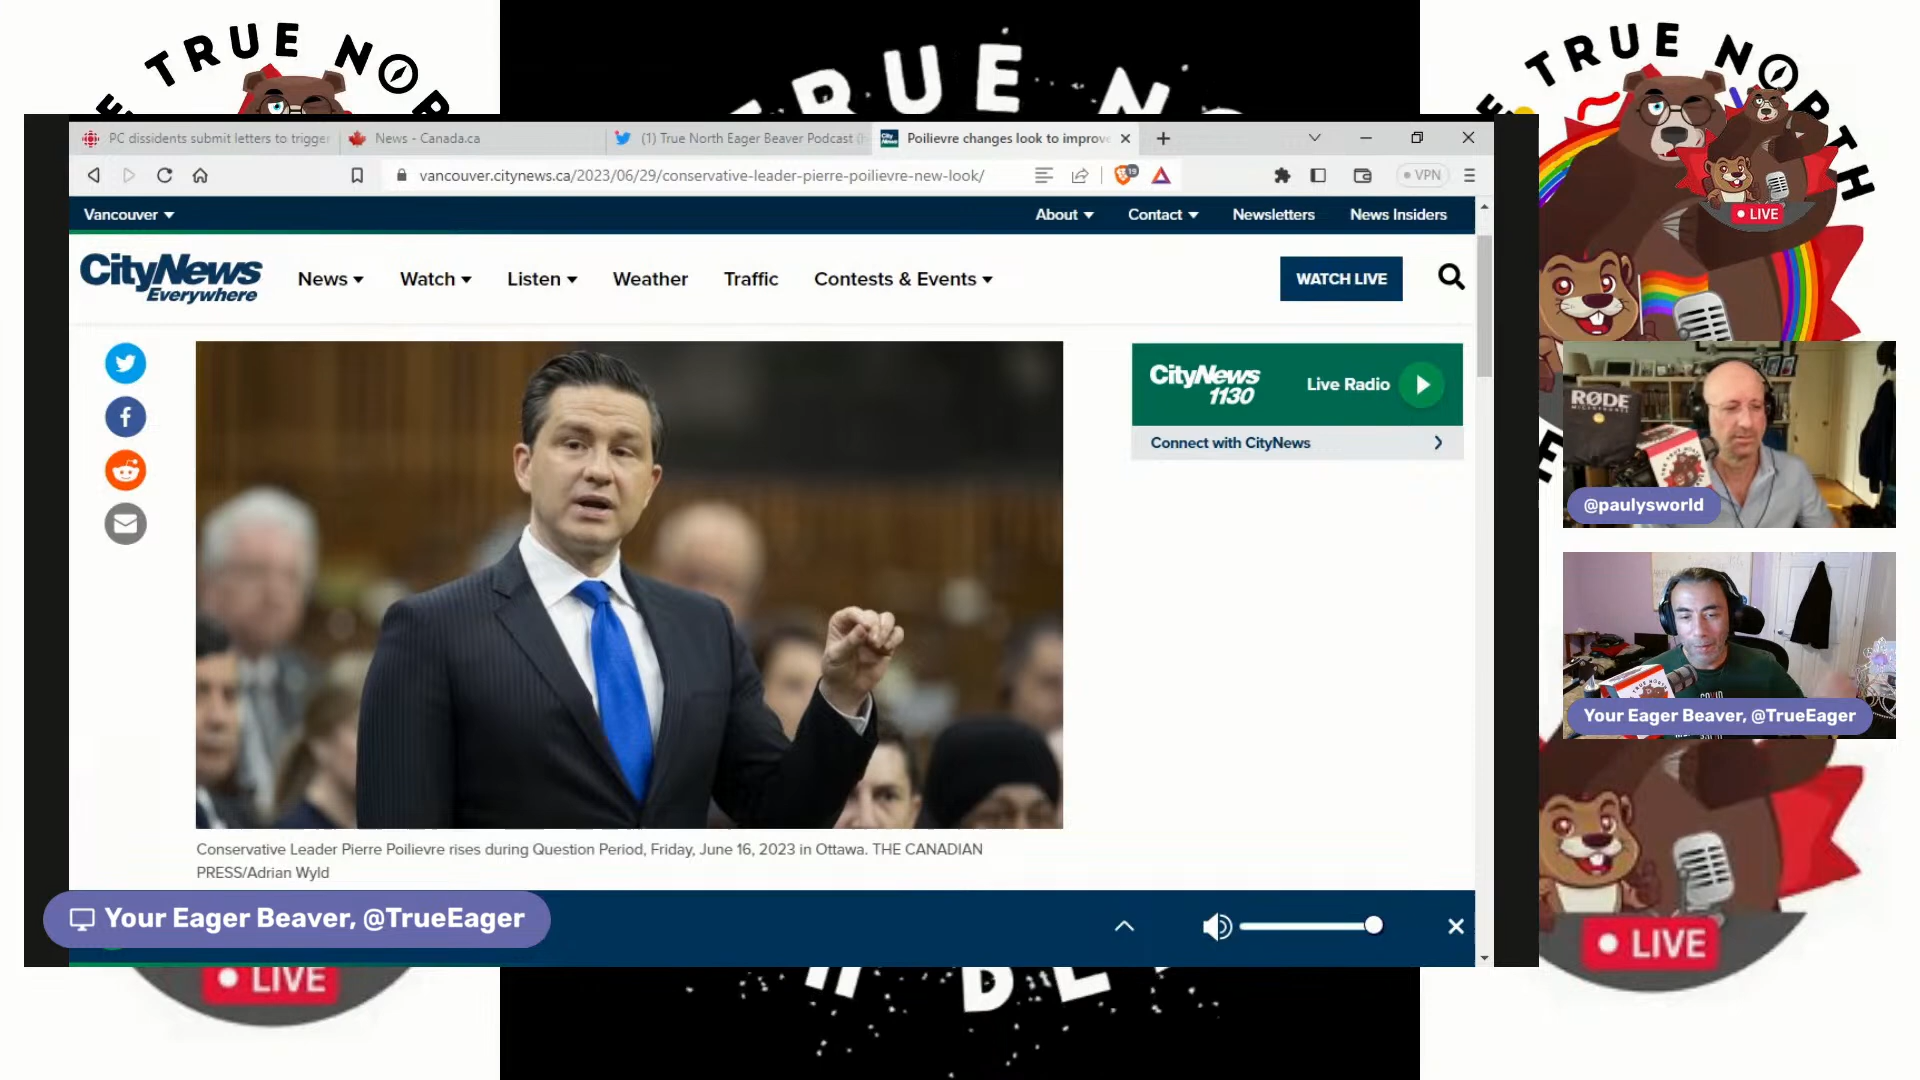 TRUE NORTH
TRUE N
TRUE NORTH
LIVE
PC dissidents submit letters to trigger
News - Canada.ca
(1) True North Eager Beaver Podcast
Poilievre changes look to improve
vancouver.citynews.ca/2023/06/29/conservative-leader-pierre-poilievre-new-look/
19
VPN
Vancouver
About
Contact
Newsletters
News Insiders
CityNews
Everywhere
News
Watch
Listen
Weather
Traffic
Contests & Events
WATCH LIVE
CityNews
1130
Live Radio
Connect with CityNews
RØDE
@paulysworld
Your Eager Beaver, @TrueEager
Conservative Leader Pierre Poilievre rises during Question Period, Friday, June 16, 2023 in Ottawa. THE CANADIAN
PRESS/Adrian Wyld
Your Eager Beaver, @TrueEager
LIVE
LIVE